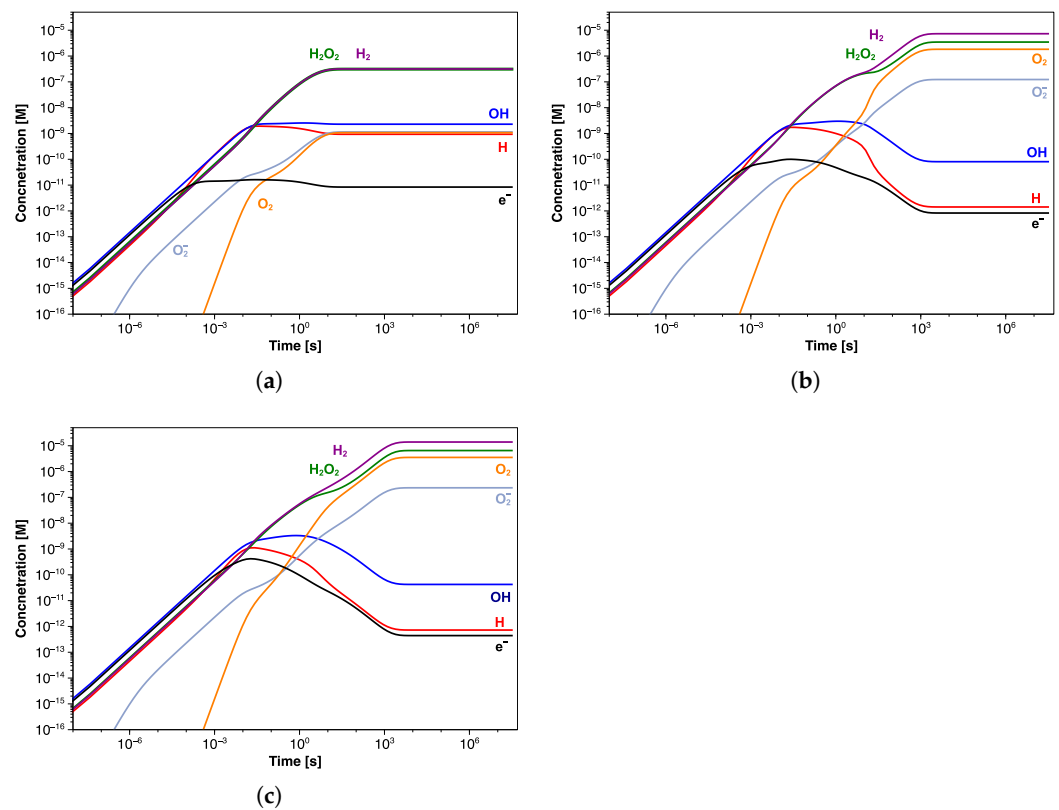 H₂O₂ H₂
OH
H
e⁻
O₂
O₂⁻
10⁻⁵
10⁻⁶
10⁻⁷
10⁻⁸
10⁻⁹
10⁻¹⁰
10⁻¹¹
10⁻¹²
10⁻¹³
10⁻¹⁴
10⁻¹⁵
10⁻¹⁶
Concnetration [M]
10⁻⁶ 10⁻³ 10⁰ 10³ 10⁶
Time [s]
(a)
H₂
H₂O₂
O₂
O₂⁻
OH
H
e⁻
10⁻⁵
10⁻⁶
10⁻⁷
10⁻⁸
10⁻⁹
10⁻¹⁰
10⁻¹¹
10⁻¹²
10⁻¹³
10⁻¹⁴
10⁻¹⁵
10⁻¹⁶
Concnetration [M]
10⁻⁶ 10⁻³ 10⁰ 10³ 10⁶
Time [s]
(b)
H₂
H₂O₂
O₂
O₂⁻
OH
H
e⁻
10⁻⁵
10⁻⁶
10⁻⁷
10⁻⁸
10⁻⁹
10⁻¹⁰
10⁻¹¹
10⁻¹²
10⁻¹³
10⁻¹⁴
10⁻¹⁵
10⁻¹⁶
Concnetration [M]
10⁻⁶ 10⁻³ 10⁰ 10³ 10⁶
Time [s]
(c)